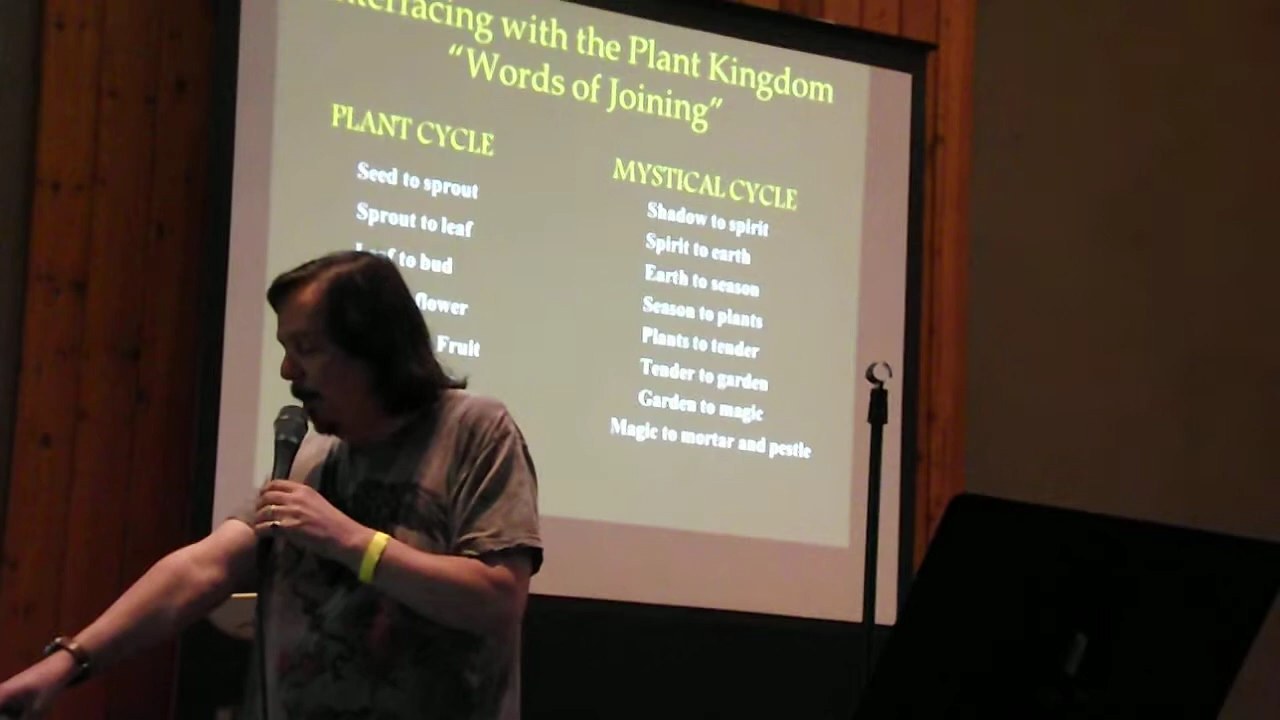 nterfacing with the Plant Kingdom
“Words of Joining”
PLANT CYCLE
Seed to sprout
Sprout to leaf
to bud
flower
Fruit
MYSTICAL CYCLE
Shadow to spirit
Spirit to earth
Earth to season
Season to plants
Plants to tender
Tender to garden
Garden to magic
Magic to mortar and pestle